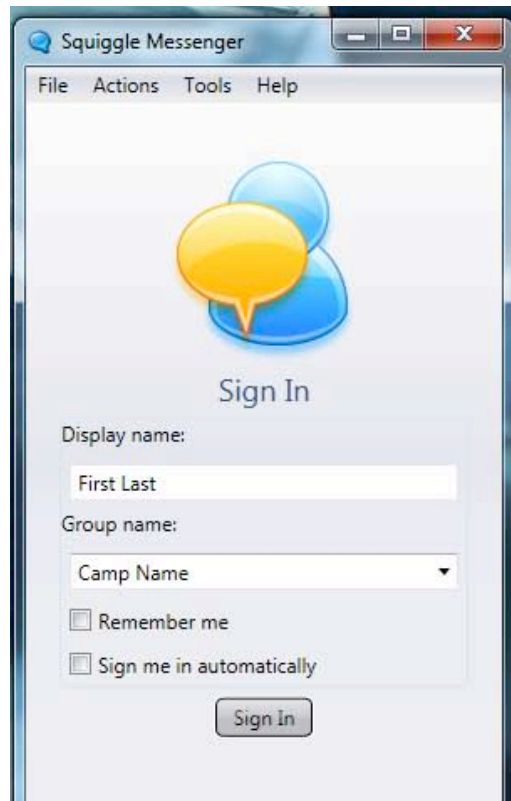 Squiggle Messenger
File Actions Tools Help
Sign In
Display name:
First Last
Group name:
Camp Name
Remember me
Sign me in automatically
Sign In